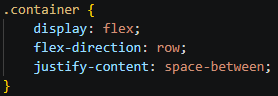 .container {
    display: flex;
    flex-direction: row;
    justify-content: space-between;
}